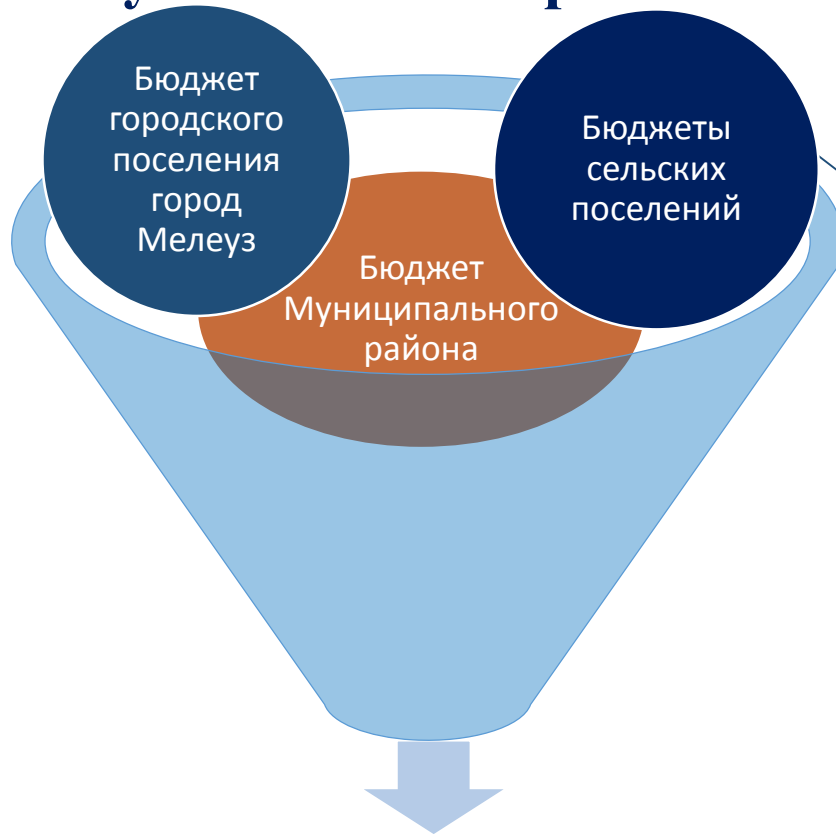 Бюджет
городского
поселения
город
Мелеуз
Бюджеты
сельских
поселений
Бюджет
Муниципального
района